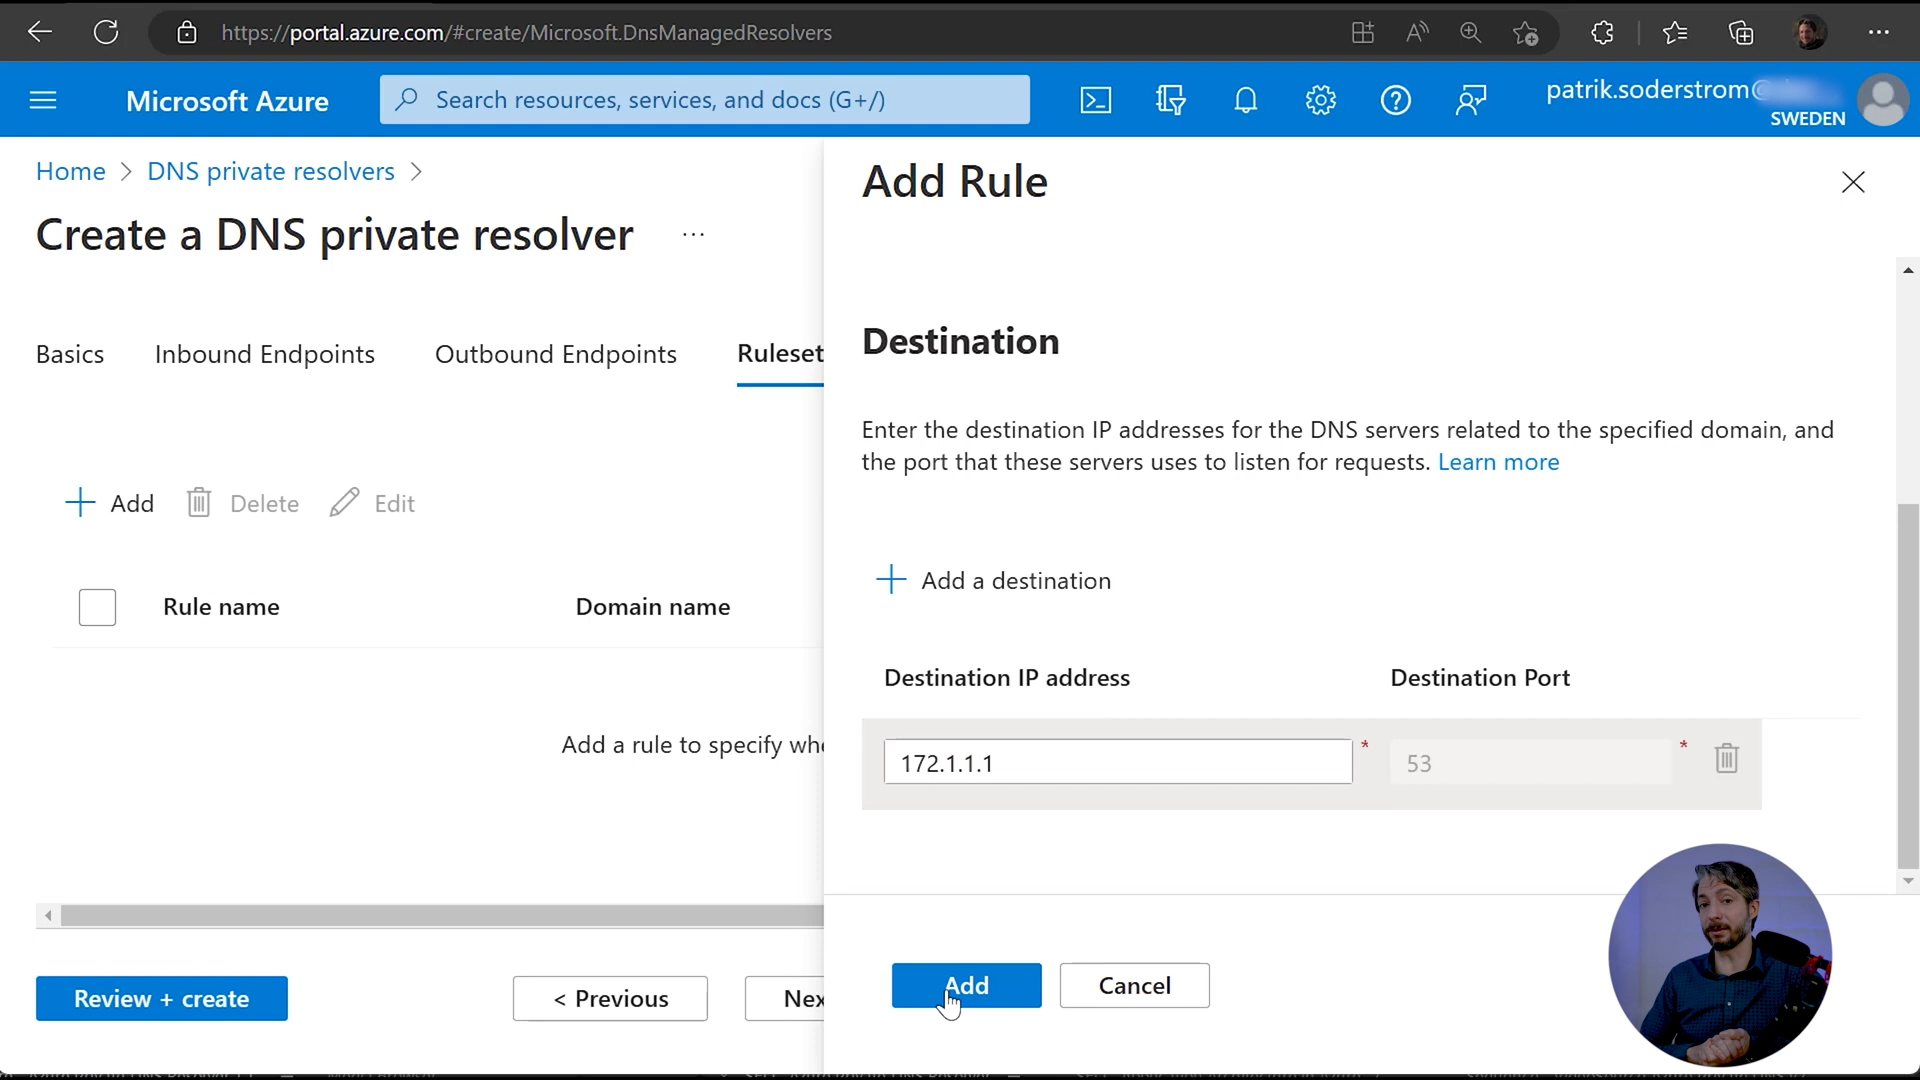 https://portal.azure.com/#create/Microsoft.DnsManagedResolvers
Microsoft Azure
Search resources, services, and docs (G+/)
patrik.soderstrom@
SWEDEN
Home > DNS private resolvers >
Create a DNS private resolver ...
Basics Inbound Endpoints Outbound Endpoints Ruleset
+ Add Delete Edit
Rule name Domain name
Add a rule to specify whe
Review + create < Previous Nex
Add Rule
Destination
Enter the destination IP addresses for the DNS servers related to the specified domain, and
the port that these servers uses to listen for requests. Learn more
+ Add a destination
Destination IP address Destination Port
172.1.1.1 * 53 *
Add Cancel